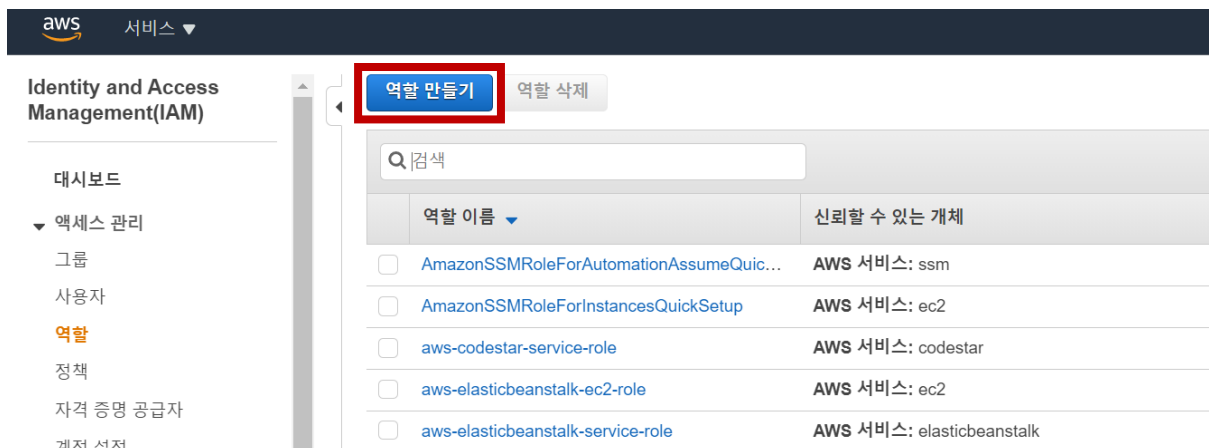 aws 서비스
Identity and Access
Management(IAM)
대시보드
액세스 관리
그룹
사용자
역할
정책
자격 증명 공급자
계정 설정
역할 만들기 역할 삭제
검색
역할 이름 신뢰할 수 있는 개체
AmazonSSMRoleForAutomationAssumeQuic... AWS 서비스: ssm
AmazonSSMRoleForInstancesQuickSetup AWS 서비스: ec2
aws-codestar-service-role AWS 서비스: codestar
aws-elasticbeanstalk-ec2-role AWS 서비스: ec2
aws-elasticbeanstalk-service-role AWS 서비스: elasticbeanstalk